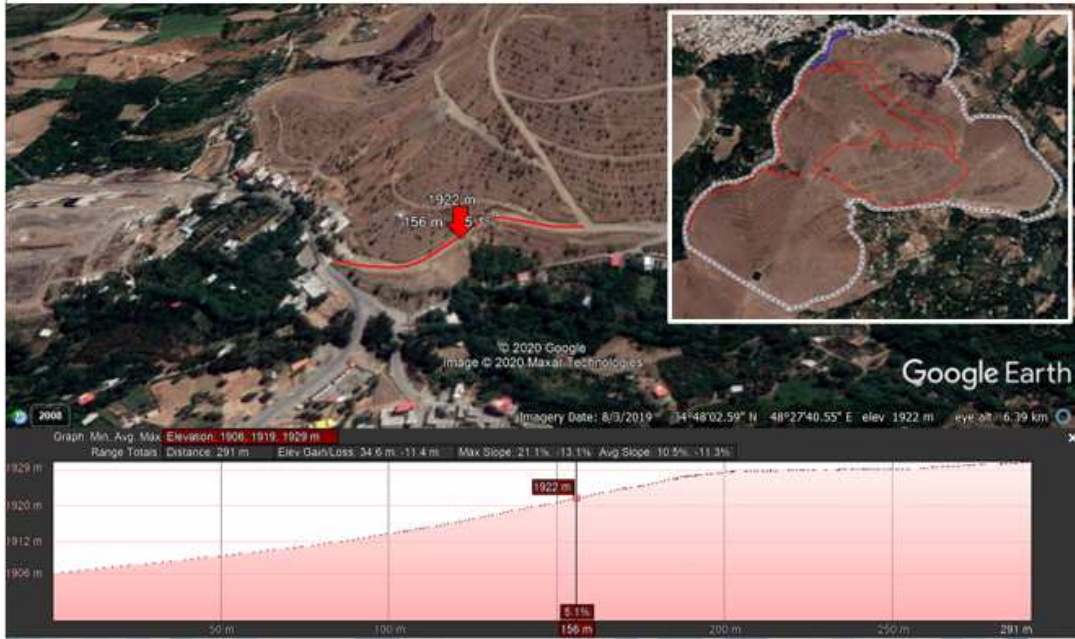 1922 m
156 m 5.1%
© 2020 Google
Image © 2020 Maxar Technologies
Google Earth
2008
Imagery Date: 8/3/2019 34°48'02.59" N 48°27'40.55" E elev 1922 m eye alt 6.39 km
Graph: Min, Avg, Max Elevation: 1906, 1919, 1929 m
Range Totals: Distance: 291 m Elev Gain/Loss: 34.6 m, -11.4 m Max Slope: 21.1%, -13.1% Avg Slope: 10.5%, -11.3%
1929 m
1922 m
1920 m
1912 m
1906 m
5.1%
50 m 100 m 156 m 200 m 250 m 291 m